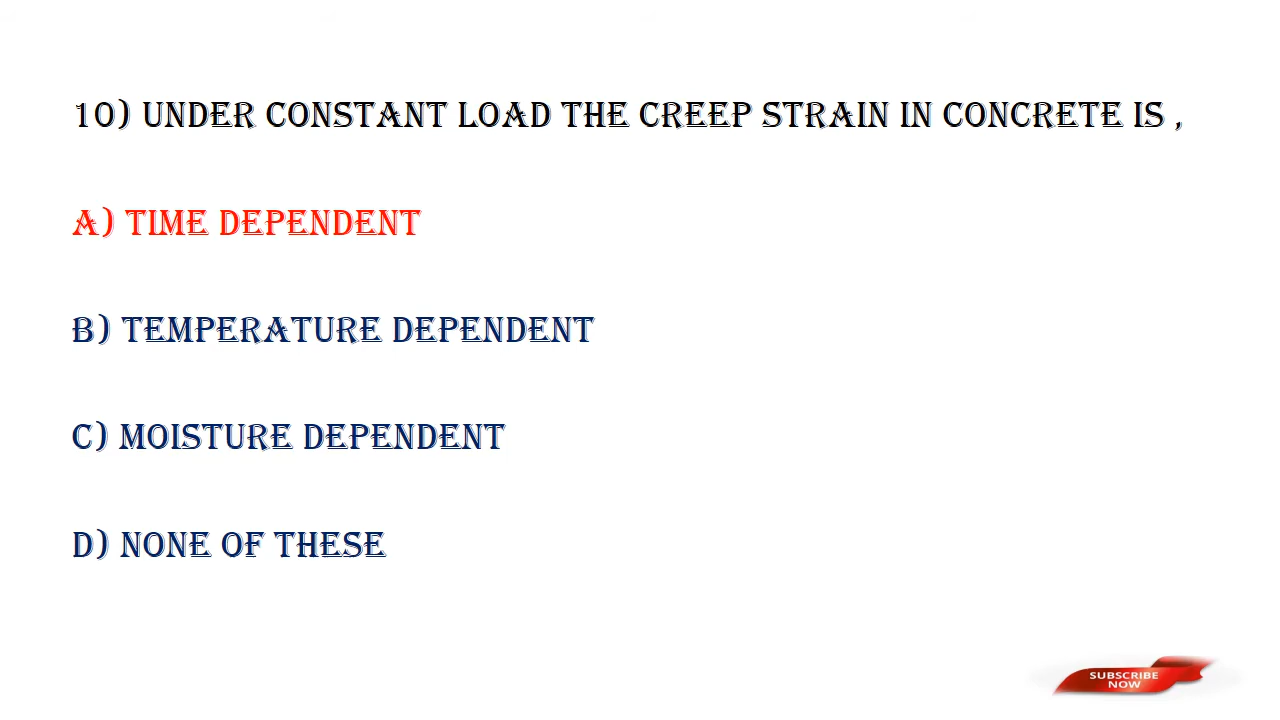 10) UNDER CONSTANT LOAD THE CREEP STRAIN IN CONCRETE IS ,
A) TIME DEPENDENT
B) TEMPERATURE DEPENDENT
C) MOISTURE DEPENDENT
D) NONE OF THESE
SUBSCRIBE
NOW